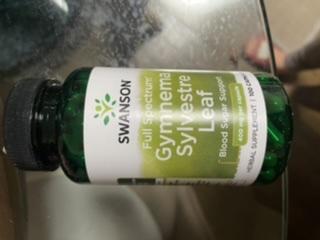 SWANSON
Full Spectrum
Gymnema
Sylvestre
Leaf
Blood Sugar Support
HERBAL SUPPLEMENT